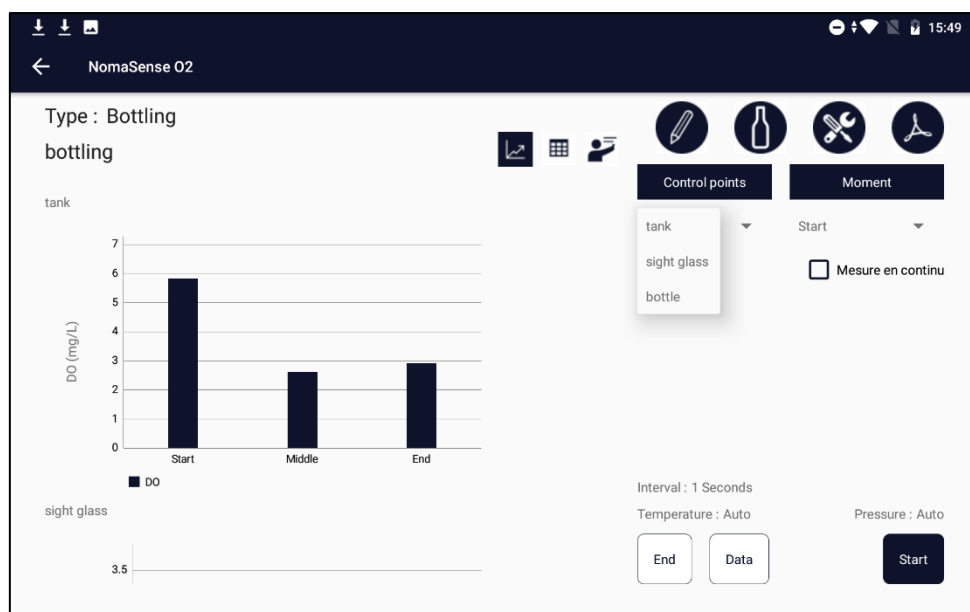 15:49
NomaSense O2
Type : Bottling
bottling
tank
7
6
5
4
3
2
1
0
DO (mg/L)
Start Middle End
DO
sight glass
3.5
Control points
Moment
tank
sight glass
bottle
Start
Mesure en continu
Interval : 1 Seconds
Temperature : Auto
Pressure : Auto
End
Data
Start